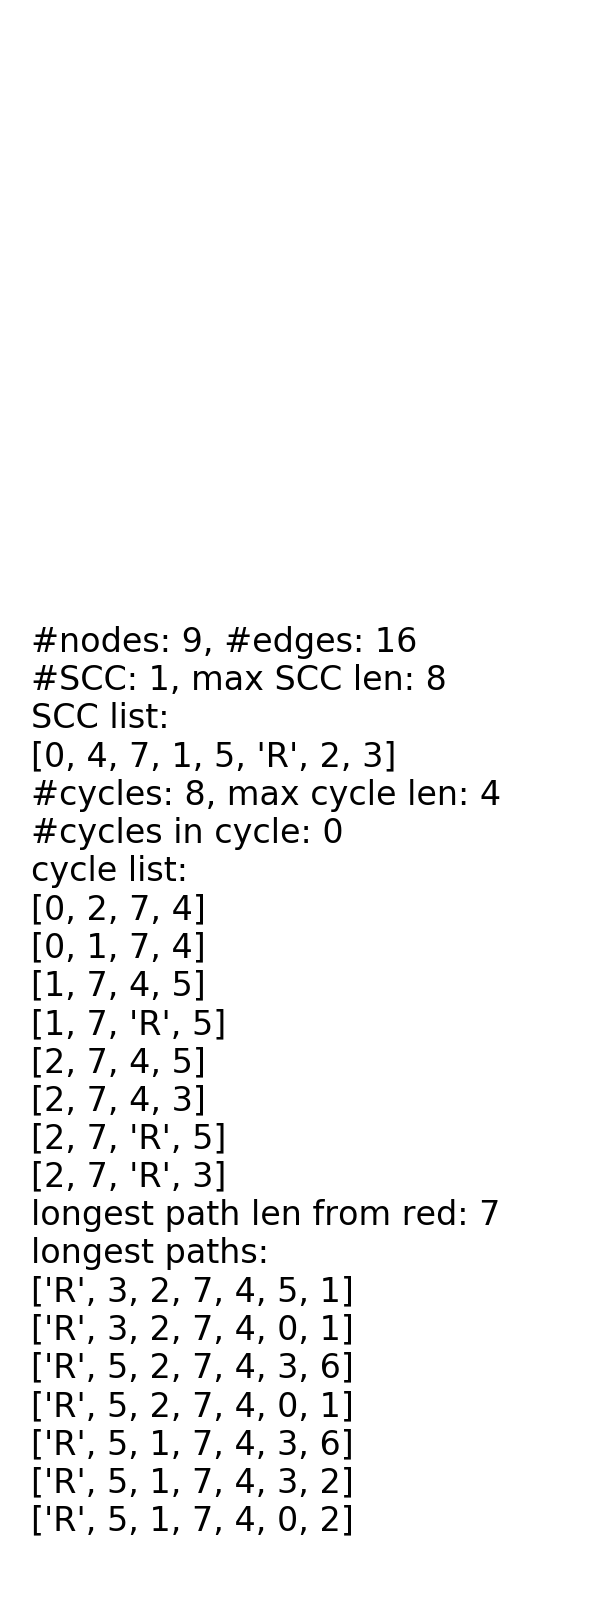 #nodes: 9, #edges: 16
#SCC: 1, max SCC len: 8
SCC list:
[0, 4, 7, 1, 5, 'R', 2, 3]
#cycles: 8, max cycle len: 4
#cycles in cycle: 0
cycle list:
[0, 2, 7, 4]
[0, 1, 7, 4]
[1, 7, 4, 5]
[1, 7, 'R', 5]
[2, 7, 4, 5]
[2, 7, 4, 3]
[2, 7, 'R', 5]
[2, 7, 'R', 3]
longest path len from red: 7
longest paths:
['R', 3, 2, 7, 4, 5, 1]
['R', 3, 2, 7, 4, 0, 1]
['R', 5, 2, 7, 4, 3, 6]
['R', 5, 2, 7, 4, 0, 1]
['R', 5, 1, 7, 4, 3, 6]
['R', 5, 1, 7, 4, 3, 2]
['R', 5, 1, 7, 4, 0, 2]